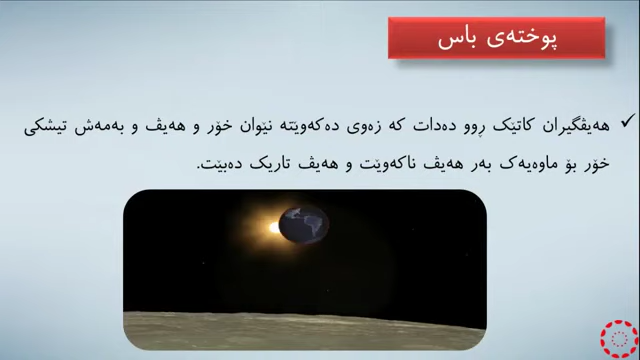 پوختەی باس
✓ هەیڤگیران کاتێک ڕوو دەدات کە زەوی دەکەوێتە نێوان خۆر و هەیڤ و بەمەش تیشکی
خۆر بۆ ماوەیەک بەر هەیڤ ناکەوێت و هەیڤ تاریک دەبێت.